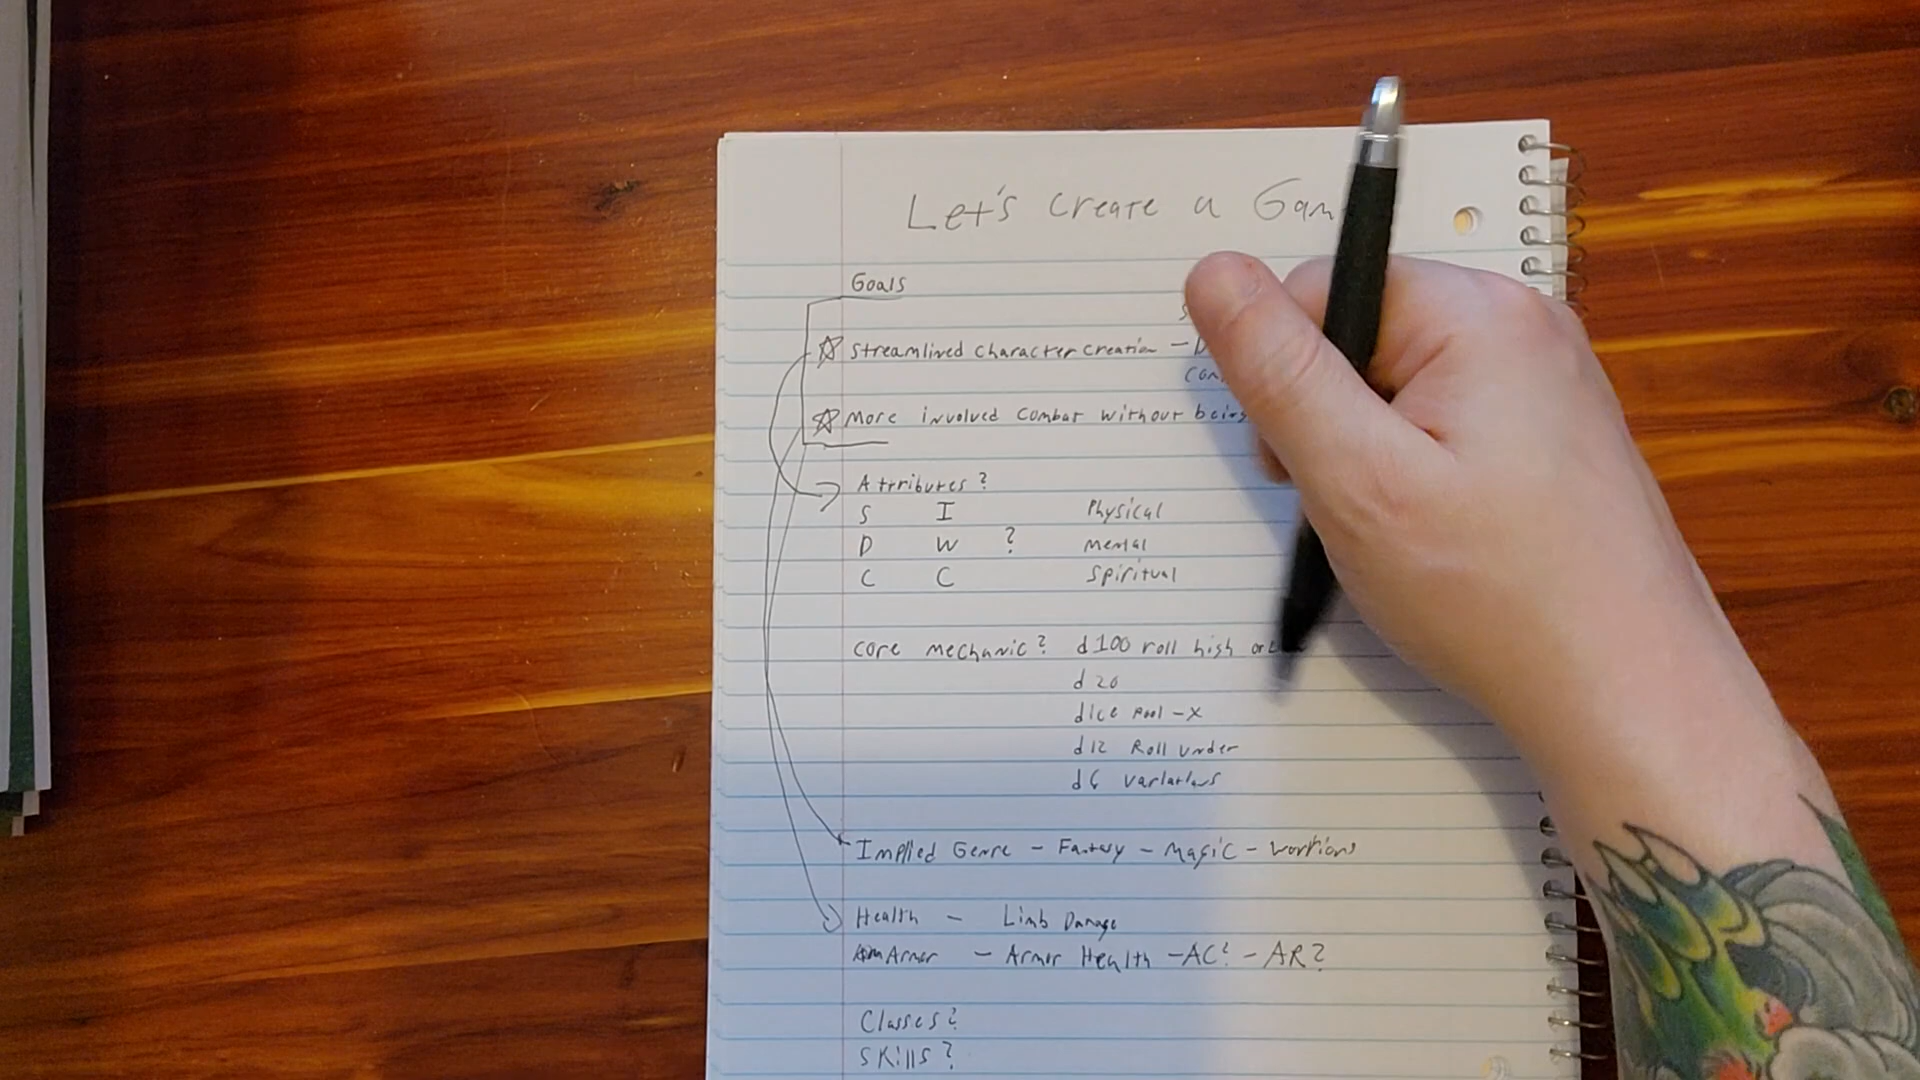 Let's Create a Gam
Goals
Streamlined Character Creation -
More involved Combat without being
Attributes?
S I Physical
D W ? Mental
C C Spiritual
Core mechanic? d100 roll high or
d20
dice pool - X
d12 Roll under
d6 variations
Implied Genre - Fantasy - Magic -
Health - Limb Damage
Armor - Armor Health - AC? - AR?
Classes?
Skills?